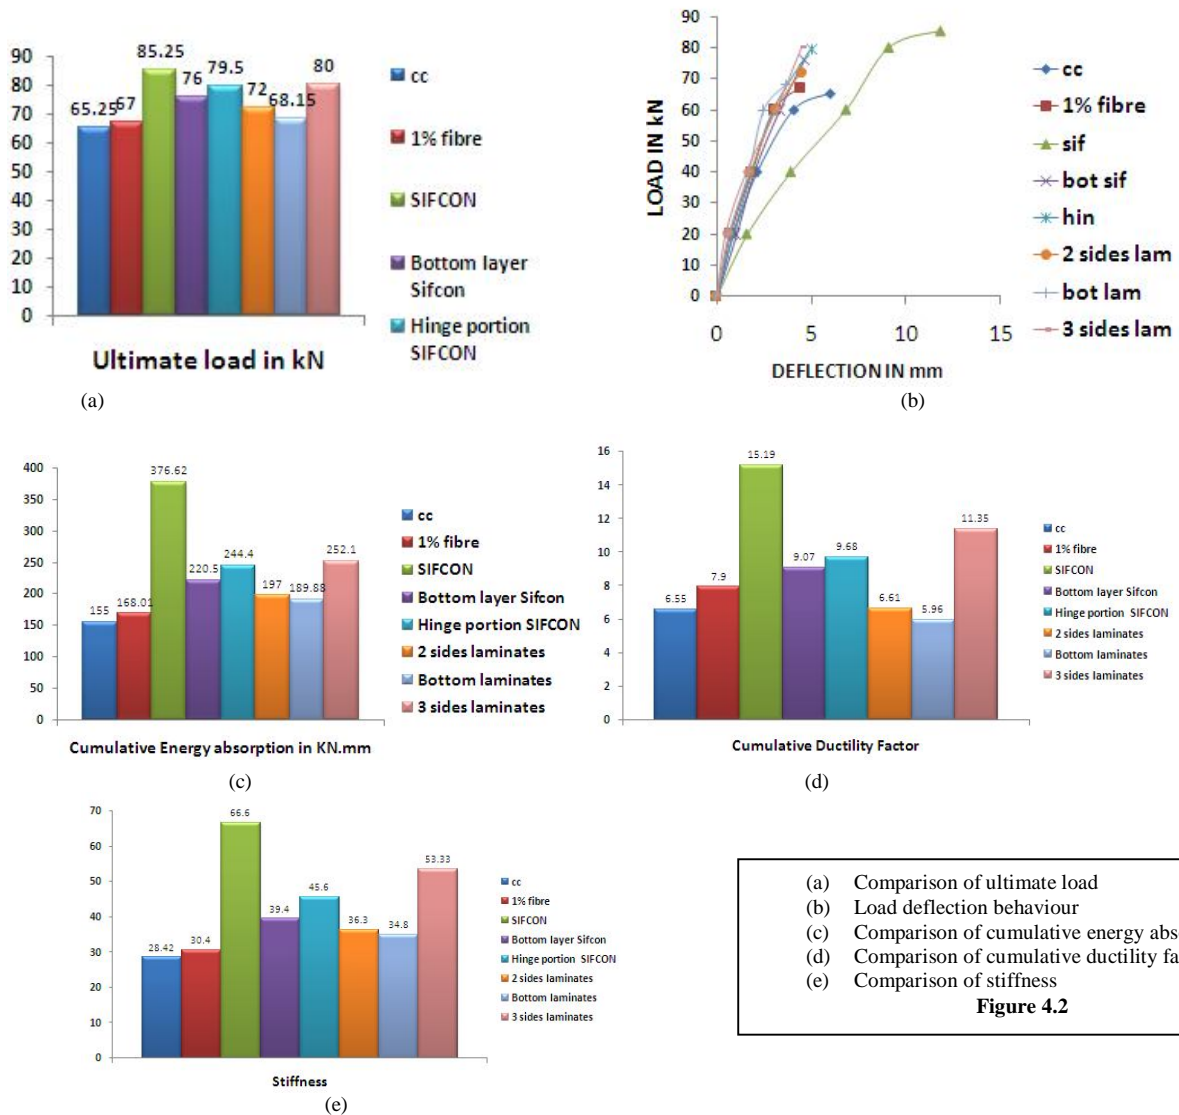 90
80
70
60
50
40
30
20
10
0
65.25
67
85.25
76
79.5
72
68.15
80
cc
1% fibre
SIFCON
Bottom layer
Sifcon
Hinge portion
SIFCON
Ultimate load in kN
(a)
LOAD IN kN
90
80
70
60
50
40
30
20
10
0
0 5 10 15
DEFLECTION IN mm
cc
1% fibre
sif
bot sif
hin
2 sides lam
bot lam
3 sides lam
(b)
400
350
300
250
200
150
100
50
0
155
168.01
376.62
220.5
244.4
197
189.88
252.1
cc
1% fibre
SIFCON
Bottom layer Sifcon
Hinge portion SIFCON
2 sides laminates
Bottom laminates
3 sides laminates
Cumulative Energy absorption in KN.mm
(c)
16
14
12
10
8
6
4
2
0
6.55
7.9
15.19
9.07
9.68
6.61
5.96
11.35
cc
1% fibre
SIFCON
Bottom layer Sifcon
Hinge portion SIFCON
2 sides laminates
Bottom laminates
3 sides laminates
Cumulative Ductility Factor
(d)
70
60
50
40
30
20
10
0
28.42
30.4
66.6
39.4
45.6
36.3
34.8
53.33
cc
1% fibre
SIFCON
Bottom layer Sifcon
Hinge portion SIFCON
2 sides laminates
Bottom laminates
3 sides laminates
Stiffness
(e)
(a) Comparison of ultimate load
(b) Load deflection behaviour
(c) Comparison of cumulative energy abs
(d) Comparison of cumulative ductility fa
(e) Comparison of stiffness
Figure 4.2